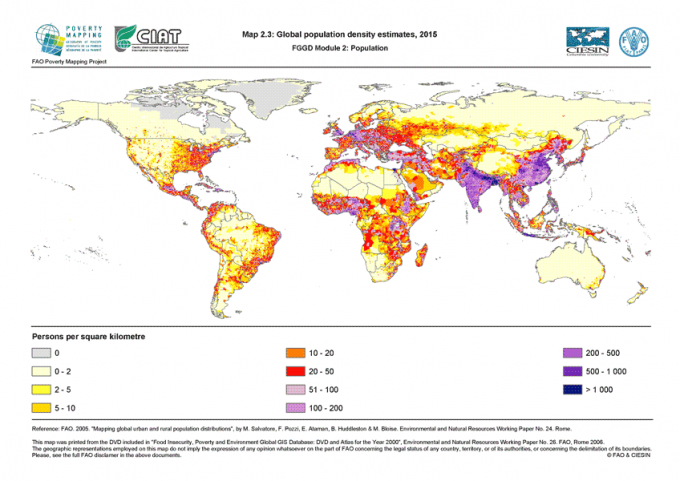 POVERTY
MAPPING
FAO Poverty Mapping Project
CIAT
Map 2.3: Global population density estimates, 2015
FGGD Module 2: Population
CIESIN
Persons per square kilometre
0
0 - 2
2 - 5
5 - 10
10 - 20
20 - 50
51 - 100
100 - 200
200 - 500
500 - 1 000
> 1 000
Reference: FAO. 2005. "Mapping global urban and rural population distributions", by M. Salvatore, F. Pozzi, E. Ataman, B. Huddleston & M. Bloise. Environmental and Natural Resources Working Paper No. 24. Rome.
This map was printed from the DVD included in "Food Insecurity, Poverty and Environment Global GIS Database: DVD and Atlas for the Year 2000", Environmental and Natural Resources Working Paper No. 26. FAO, Rome 2006.
The geographic representations employed on this map do not imply the expression of any opinion whatsoever on the part of FAO concerning the legal status of any country, territory, or of its authorities, or concerning the delimitation of its boundaries.
Please, see the full FAO disclaimer in the above documents.
© FAO & CIESIN